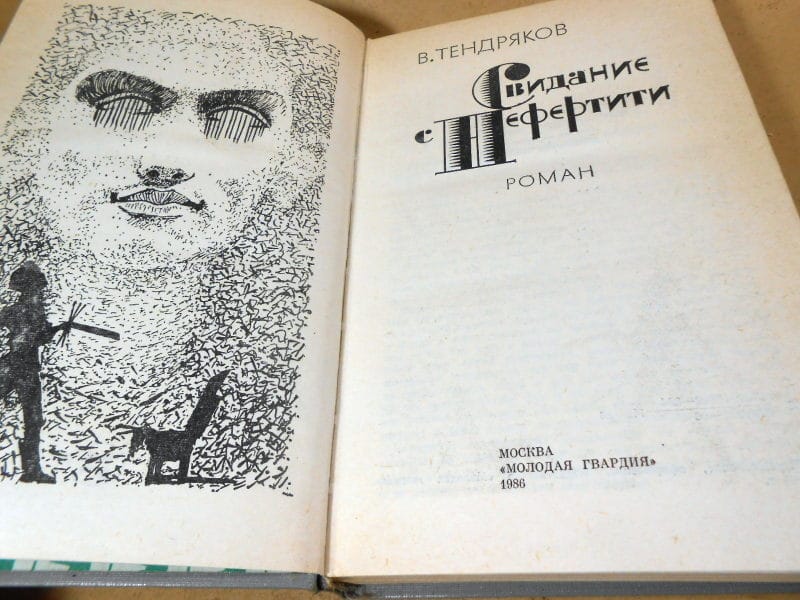 В. ТЕНДРЯКОВ
Свидание
с Нефертити
РОМАН
МОСКВА
«МОЛОДАЯ ГВАРДИЯ»
1986